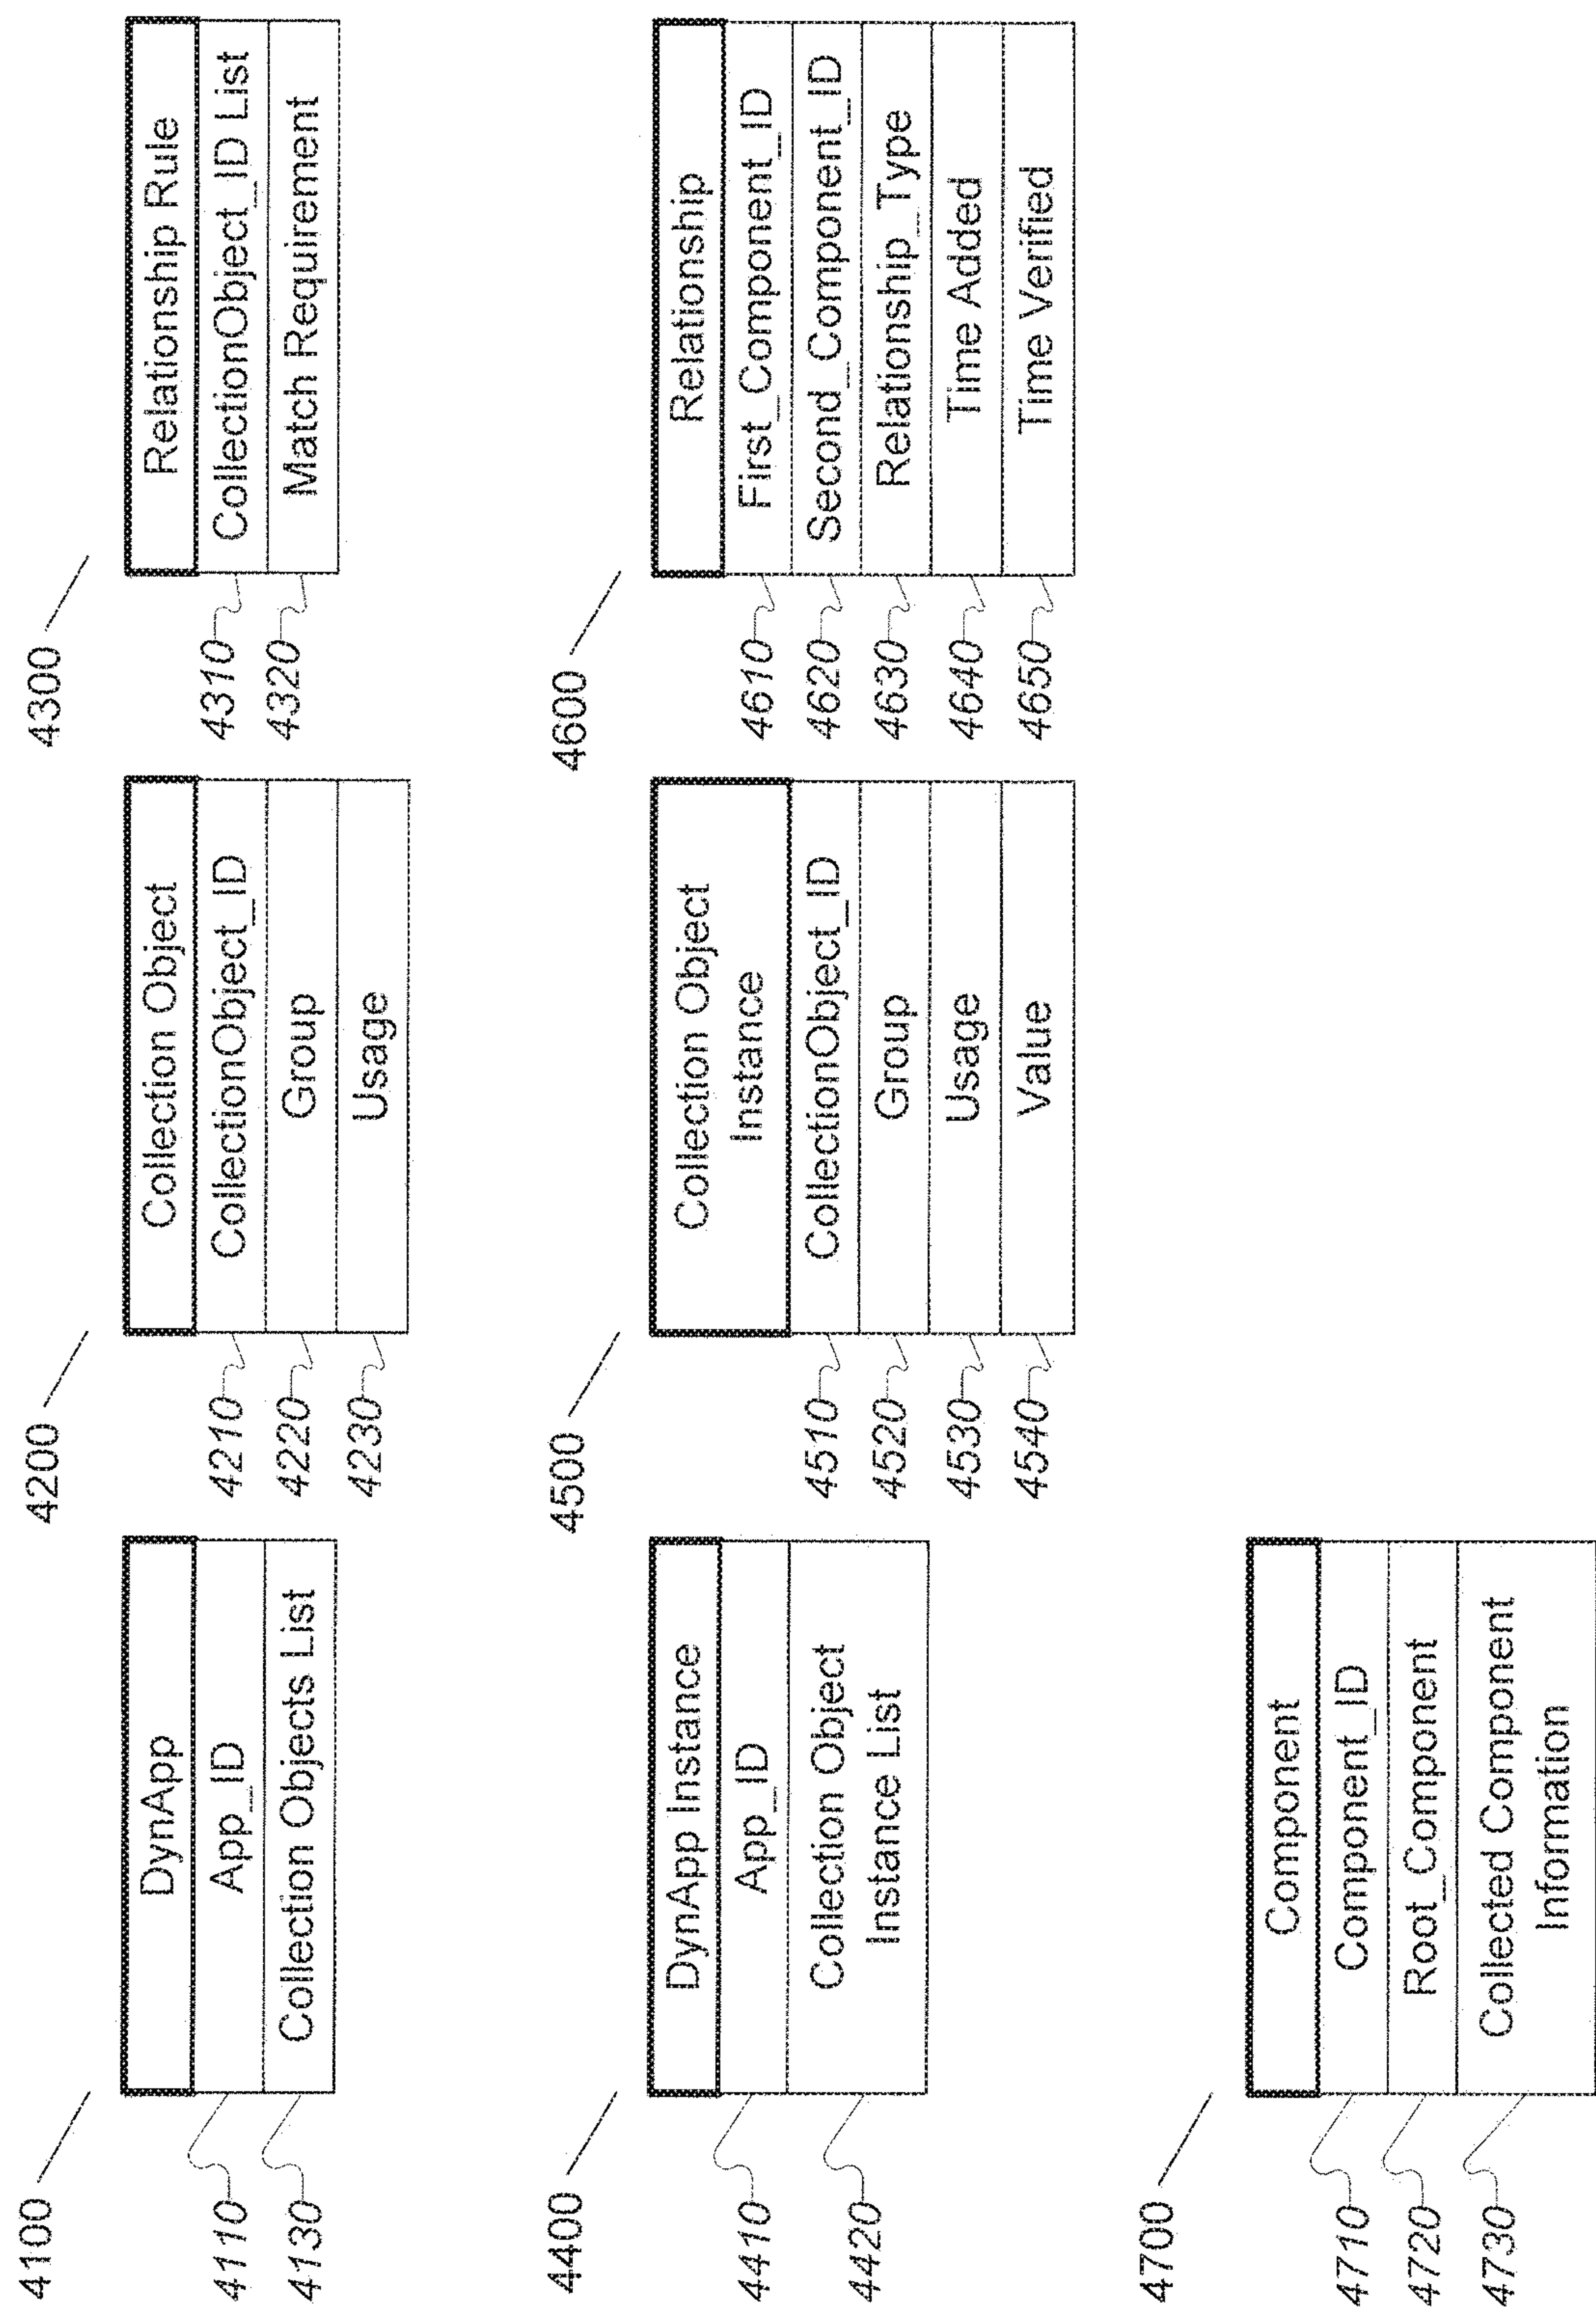 4100
DynApp
4110 App_ID
4130 Collection Objects List
4200
Collection Object
4210 CollectionObject_ID
4220 Group
4230 Usage
4300
Relationship Rule
4310 CollectionObject_ID List
4320 Match Requirement
4400
DynApp Instance
4410 App_ID
4420 Collection Object
Instance List
4500
Collection Object
Instance
4510 CollectionObject_ID
4520 Group
4530 Usage
4540 Value
4600
Relationship
4610 First_Component_ID
4620 Second_Component_ID
4630 Relationship_Type
4640 Time Added
4650 Time Verified
4700
Component
4710 Component_ID
4720 Root_Component
4730 Collected Component
Information